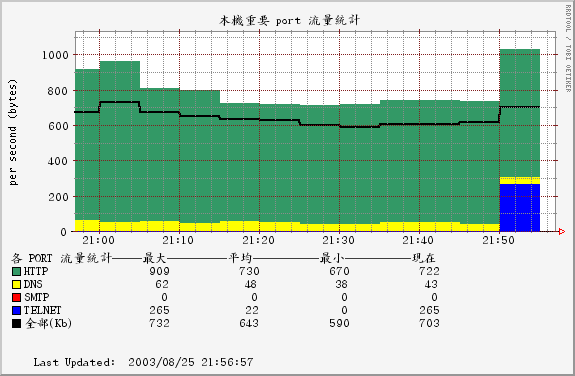 本機重要 port 流量統計
RRDTOOL / TOBI OETIKER
per second (bytes)
1000
800
600
400
200
0
21:00 21:10 21:20 21:30 21:40 21:50
各 PORT 流量統計────最大────────平均────────最小────────現在
HTTP 909 730 670 722
DNS 62 48 38 43
SMTP 0 0 0 0
TELNET 265 22 0 265
全部(Kb) 732 643 590 703
Last Updated: 2003/08/25 21:56:57